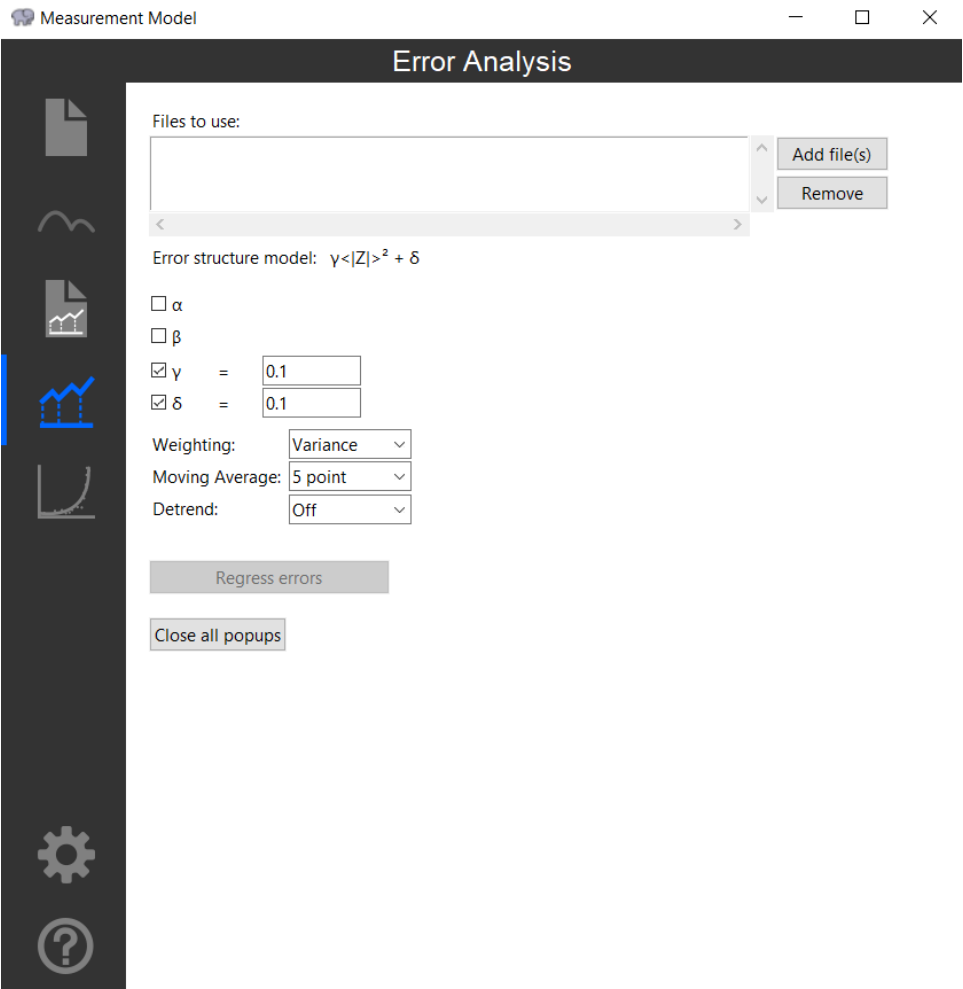 Measurement Model
Error Analysis
Files to use:
Add file(s)
Remove
Error structure model: γ<|Z|>² + δ
α
β
γ = 0.1
δ = 0.1
Weighting: Variance
Moving Average: 5 point
Detrend: Off
Regress errors
Close all popups
?